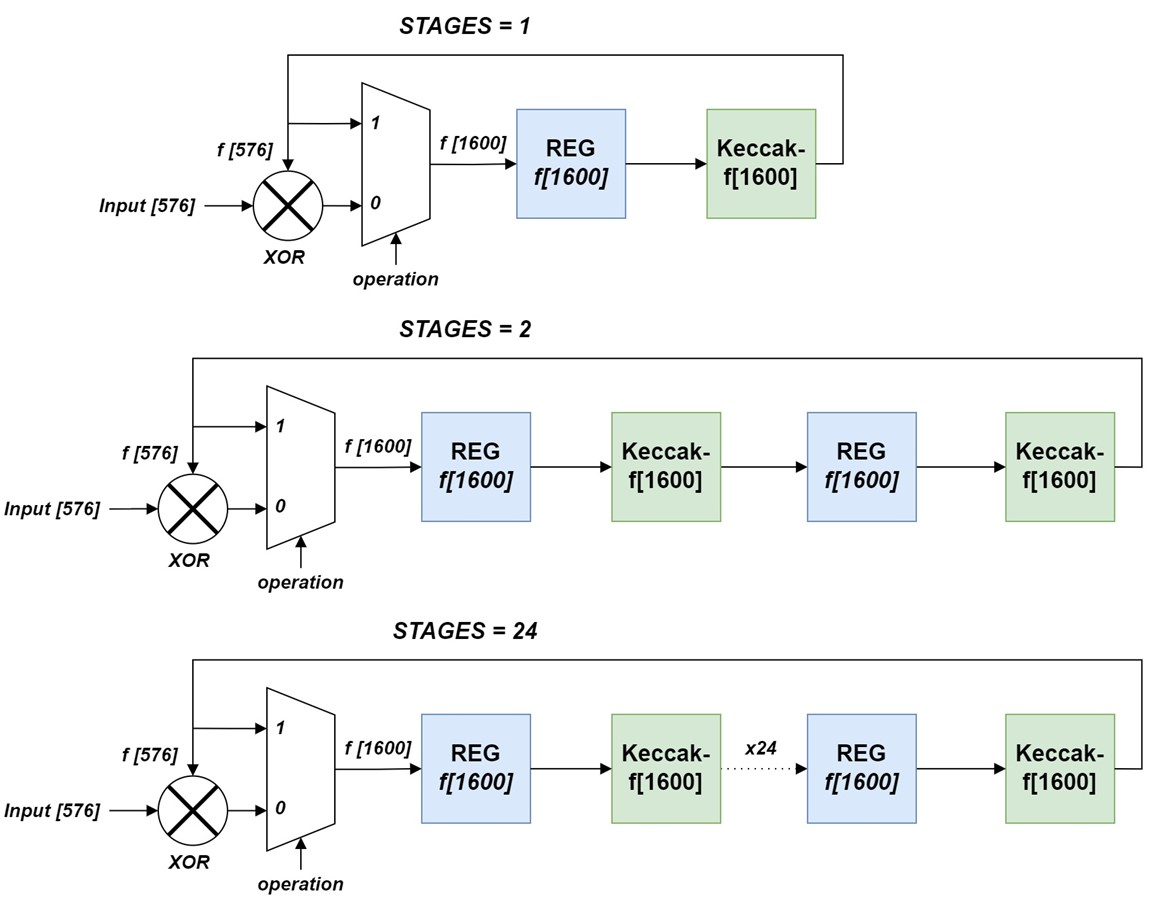 STAGES = 1
1
f [576]
f [1600]
REG
f[1600]
Keccak-
f[1600]
Input [576]
0
XOR
operation
STAGES = 2
1
f [576]
f [1600]
REG
f[1600]
Keccak-
f[1600]
REG
f[1600]
Keccak-
f[1600]
Input [576]
0
XOR
operation
STAGES = 24
1
f [576]
f [1600]
REG
f[1600]
Keccak-
f[1600]
x24
REG
f[1600]
Keccak-
f[1600]
Input [576]
0
XOR
operation